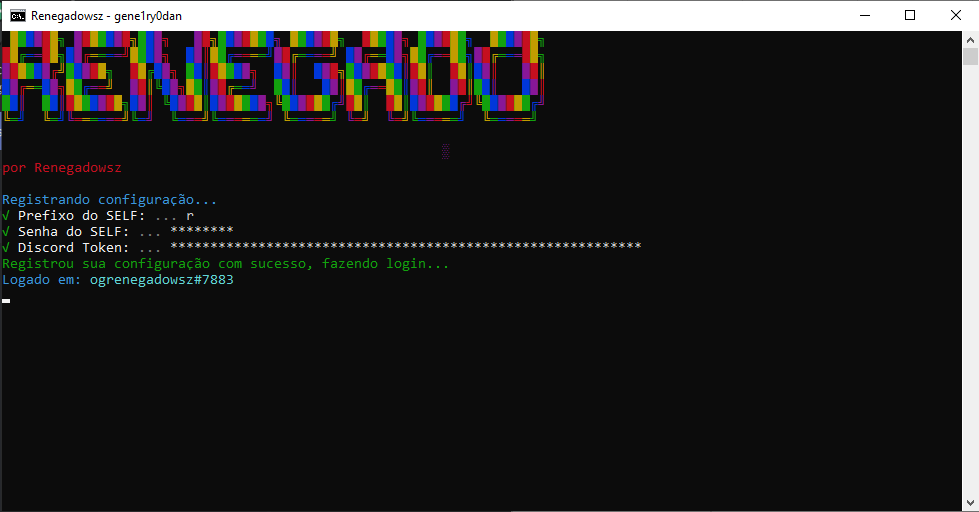 Renegadowsz - gene1ry0dan
RENEGADO
por Renegadowsz
Registrando configuração...
√ Prefixo do SELF: ... r
√ Senha do SELF: ... ********
√ Discord Token: ... ***********************************************************
Registrou sua configuração com sucesso, fazendo login...
Logado em: ogrenegadowsz#7883